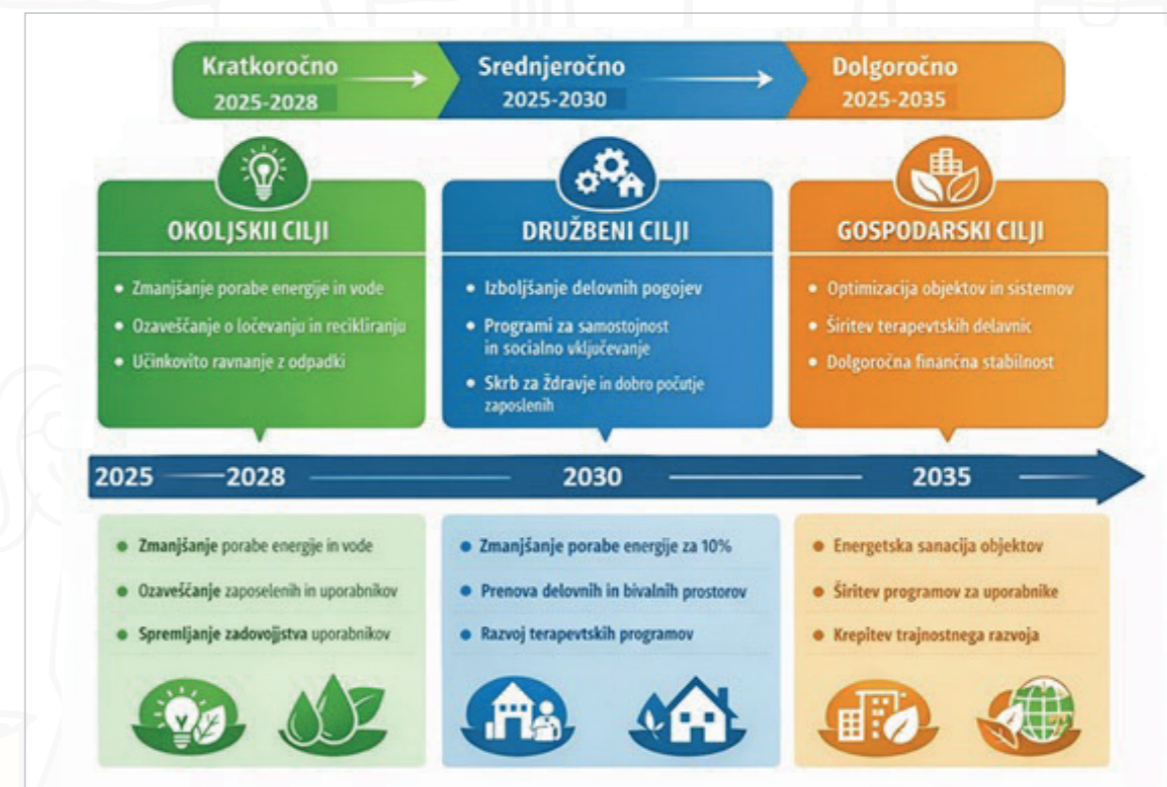 Kratkoročno
2025-2028
Srednjeročno
2025-2030
Dolgoročno
2025-2035
OKOLJSKII CILJI
• Zmanjšanje porabe energije in vode
• Ozaveščanje o ločevanju in recikliranju
• Učinkovito ravnanje z odpadki
DRUŽBENI CILJI
• Izboljšanje delovnih pogojev
• Programi za samostojnost
in socialno vključevanje
• Skrb za ždravje in dobro počutje
zaposlenih
GOSPODARSKI CILJI
• Optimizacija objektov in sistemov
• Širitev terapevtskih delavnic
• Dolgoročna finančna stabilnost
2025 2028 2030 2035
• Zmanjšanje porabe energije in vode
• Ozaveščanje zaposelenih in uporabnikov
• Spremljanje zadovojjstva uporabnikov
• Zmanjšanje porabe energije za 10%
• Prenova delovnih in bivalnih prostorov
• Razvoj terapevtskih programov
• Energetska sanacija objektov
• Širitev programov za uporabnike
• Krepitev trajnostnega razvoja